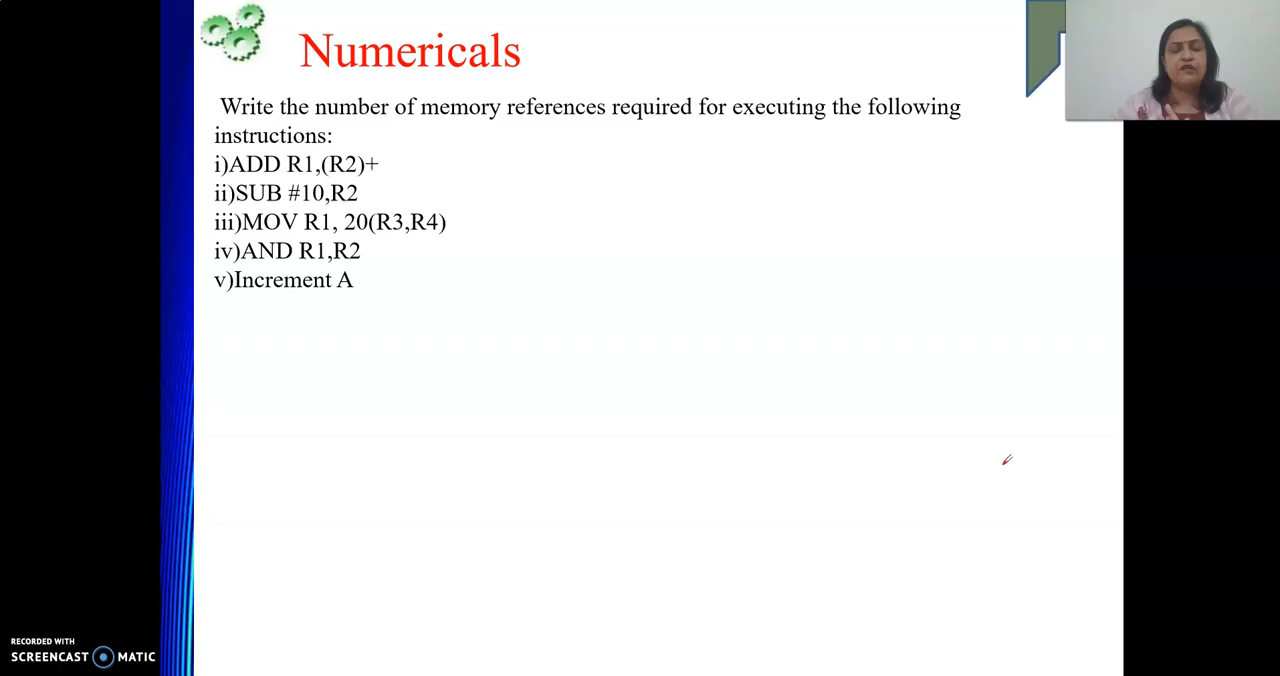 Numericals
Write the number of memory references required for executing the following
instructions:
i)ADD R1,(R2)+
ii)SUB #10,R2
iii)MOV R1, 20(R3,R4)
iv)AND R1,R2
v)Increment A
RECORDED WITH
SCREENCAST MATIC